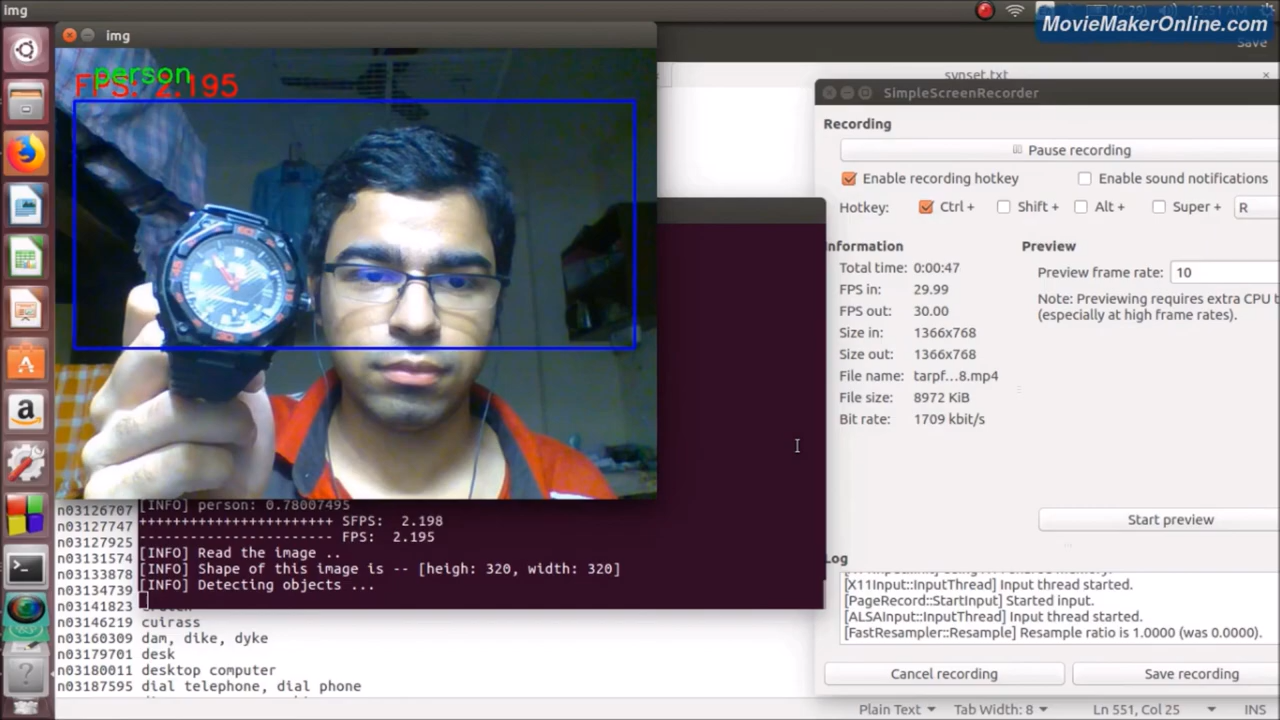 img
12:51 AM
MovieMakerOnline.com
Save
img
synset.txt
person
FPS: 2.195
SimpleScreenRecorder
Recording
Pause recording
Enable recording hotkey
Enable sound notifications
Hotkey:
Ctrl +
Shift +
Alt +
Super +
R
Information
Total time: 0:00:47
FPS in: 29.99
FPS out: 30.00
Size in: 1366x768
Size out: 1366x768
File name: tarpf...8.mp4
File size: 8972 KiB
Bit rate: 1709 kbit/s
Preview
Preview frame rate: 10
Note: Previewing requires extra CPU
(especially at high frame rates).
Start preview
Log
[X11Input::InputThread] Input thread started.
[PageRecord::StartInput] Started input.
[ALSAInput::InputThread] Input thread started.
[FastResampler::Resample] Resample ratio is 1.0000 (was 0.0000).
Cancel recording
Save recording
[INFO] person: 0.78007495
+++++++++++++++++++++++ SFPS: 2.198
----------------------- FPS: 2.195
[INFO] Read the image ..
[INFO] Shape of this image is -- [heigh: 320, width: 320]
[INFO] Detecting objects ...
n03126707
n03127747
n03127925
n03131574
n03133878
n03134739
n03141823
n03146219 cuirass
n03160309 dam, dike, dyke
n03179701 desk
n03180011 desktop computer
n03187595 dial telephone, dial phone
Plain Text
Tab Width: 8
Ln 551, Col 25
INS